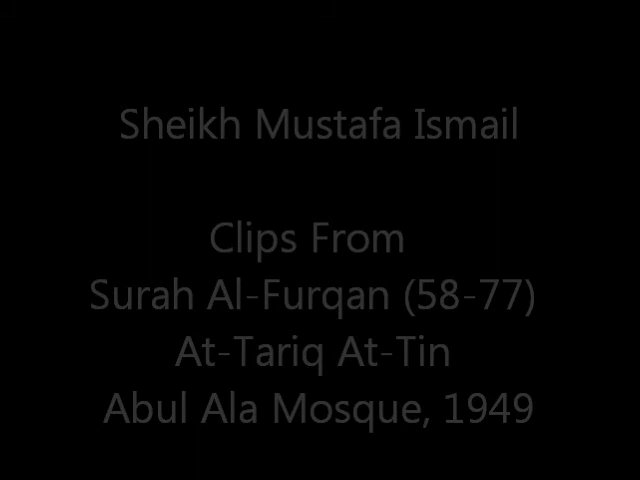 Sheikh Mustafa Ismail
Clips From
Surah Al-Furqan (58-77)
At-Tariq At-Tin
Abul Ala Mosque, 1949